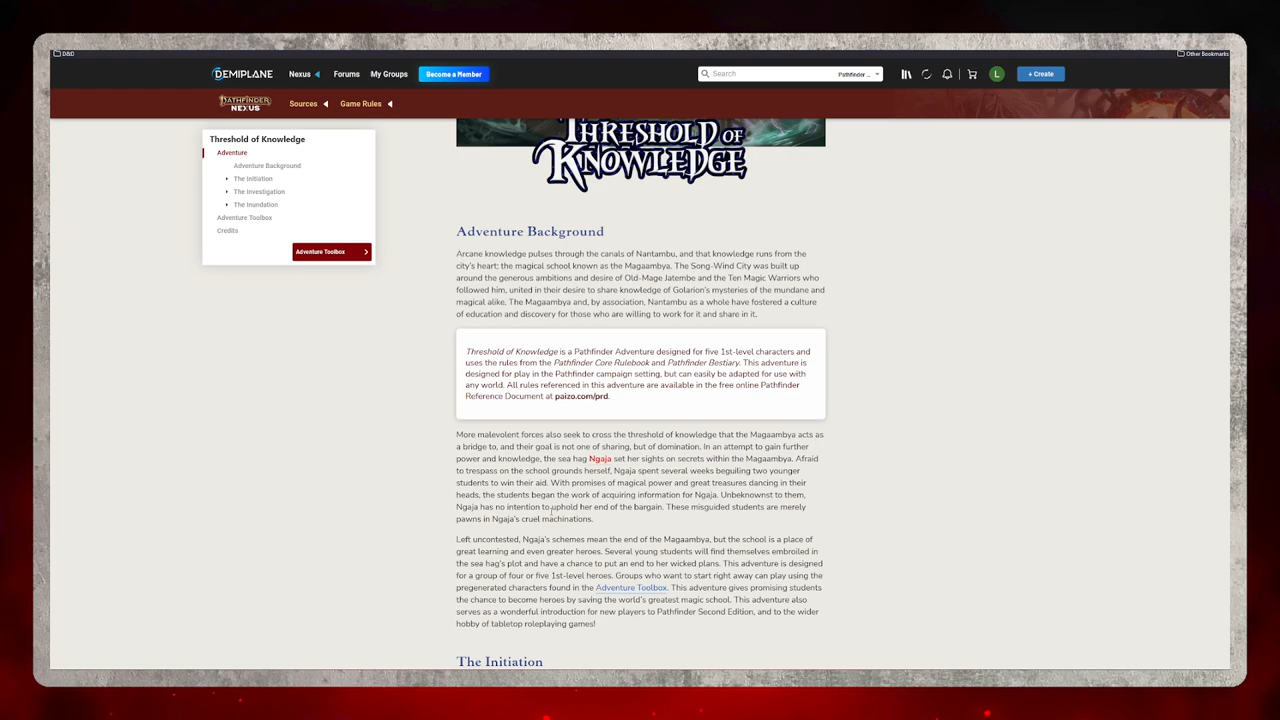 D&D
Other Bookmarks
DEMIPLANE Nexus Forums My Groups Become a Member Search Pathfinder ... L + Create
PATHFINDER NEXUS Sources Game Rules
Threshold of Knowledge
Adventure
Adventure Background
The Initiation
The Investigation
The Inundation
Adventure Toolbox
Credits
Adventure Toolbox
THRESHOLD OF
KNOWLEDGE
Adventure Background
Arcane knowledge pulses through the canals of Nantambu, and that knowledge runs from the
city's heart: the magical school known as the Magaambya. The Song-Wind City was built up
around the generous ambitions and desire of Old-Mage Jatembe and the Ten Magic Warriors who
followed him, united in their desire to share knowledge of Golarion's mysteries of the mundane and
magical alike. The Magaambya and, by association, Nantambu as a whole have fostered a culture
of education and discovery for those who are willing to work for it and share in it.
Threshold of Knowledge is a Pathfinder Adventure designed for five 1st-level characters and
uses the rules from the Pathfinder Core Rulebook and Pathfinder Bestiary. This adventure is
designed for play in the Pathfinder campaign setting, but can easily be adapted for use with
any world. All rules referenced in this adventure are available in the free online Pathfinder
Reference Document at paizo.com/prd.
More malevolent forces also seek to cross the threshold of knowledge that the Magaambya acts as
a bridge to, and their goal is not one of sharing, but of domination. In an attempt to gain further
power and knowledge, the sea hag Ngaja set her sights on secrets within the Magaambya. Afraid
to trespass on the school grounds herself, Ngaja spent several weeks beguiling two younger
students to win their aid. With promises of magical power and great treasures dancing in their
heads, the students began the work of acquiring information for Ngaja. Unbeknownst to them,
Ngaja has no intention to uphold her end of the bargain. These misguided students are merely
pawns in Ngaja's cruel machinations.
Left uncontested, Ngaja's schemes mean the end of the Magaambya, but the school is a place of
great learning and even greater heroes. Several young students will find themselves embroiled in
the sea hag's plot and have a chance to put an end to her wicked plans. This adventure is designed
for a group of four or five 1st-level heroes. Groups who want to start right away can play using the
pregenerated characters found in the Adventure Toolbox. This adventure gives promising students
the chance to become heroes by saving the world's greatest magic school. This adventure also
serves as a wonderful introduction for new players to Pathfinder Second Edition, and to the wider
hobby of tabletop roleplaying games!
The Initiation